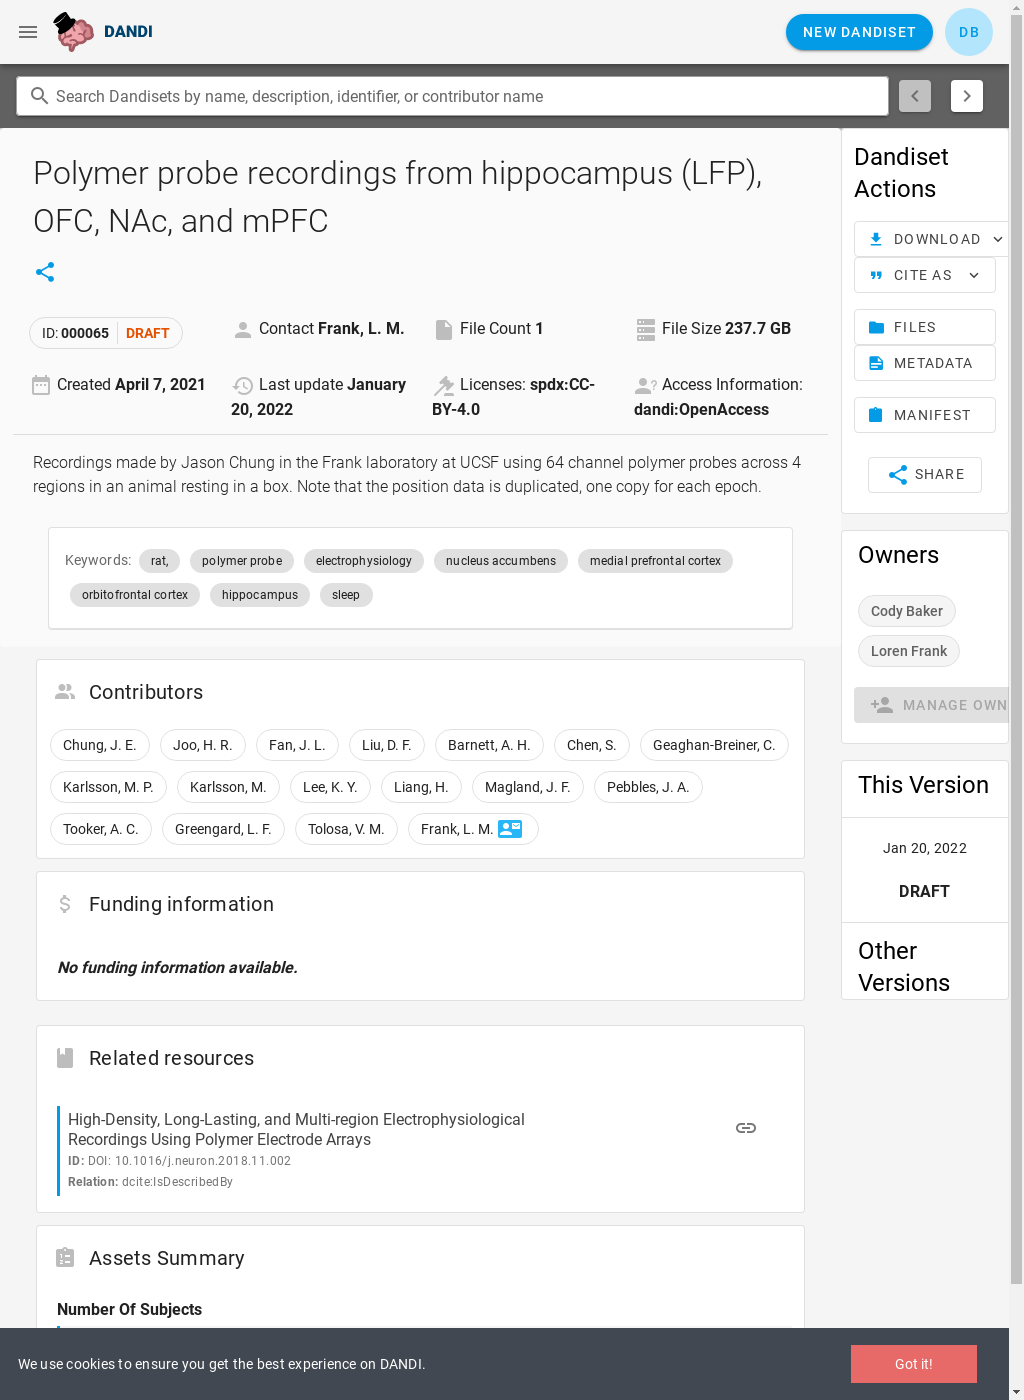 DANDI
NEW DANDISET
DB
Search Dandisets by name, description, identifier, or contributor name
Polymer probe recordings from hippocampus (LFP),
OFC, NAc, and mPFC
ID: 000065 DRAFT
Contact Frank, L. M.
File Count 1
File Size 237.7 GB
Created April 7, 2021
Last update January
20, 2022
Licenses: spdx:CC-
BY-4.0
Access Information:
dandi:OpenAccess
Recordings made by Jason Chung in the Frank laboratory at UCSF using 64 channel polymer probes across 4
regions in an animal resting in a box. Note that the position data is duplicated, one copy for each epoch.
Keywords: rat, polymer probe electrophysiology nucleus accumbens medial prefrontal cortex
orbitofrontal cortex hippocampus sleep
Contributors
Chung, J. E. Joo, H. R. Fan, J. L. Liu, D. F. Barnett, A. H. Chen, S. Geaghan-Breiner, C.
Karlsson, M. P. Karlsson, M. Lee, K. Y. Liang, H. Magland, J. F. Pebbles, J. A.
Tooker, A. C. Greengard, L. F. Tolosa, V. M. Frank, L. M.
Funding information
No funding information available.
Related resources
High-Density, Long-Lasting, and Multi-region Electrophysiological
Recordings Using Polymer Electrode Arrays
ID: DOI: 10.1016/j.neuron.2018.11.002
Relation: dcite:IsDescribedBy
Assets Summary
Number Of Subjects
Dandiset
Actions
DOWNLOAD
CITE AS
FILES
METADATA
MANIFEST
SHARE
Owners
Cody Baker
Loren Frank
MANAGE OWN
This Version
Jan 20, 2022
DRAFT
Other
Versions
We use cookies to ensure you get the best experience on DANDI.
Got it!